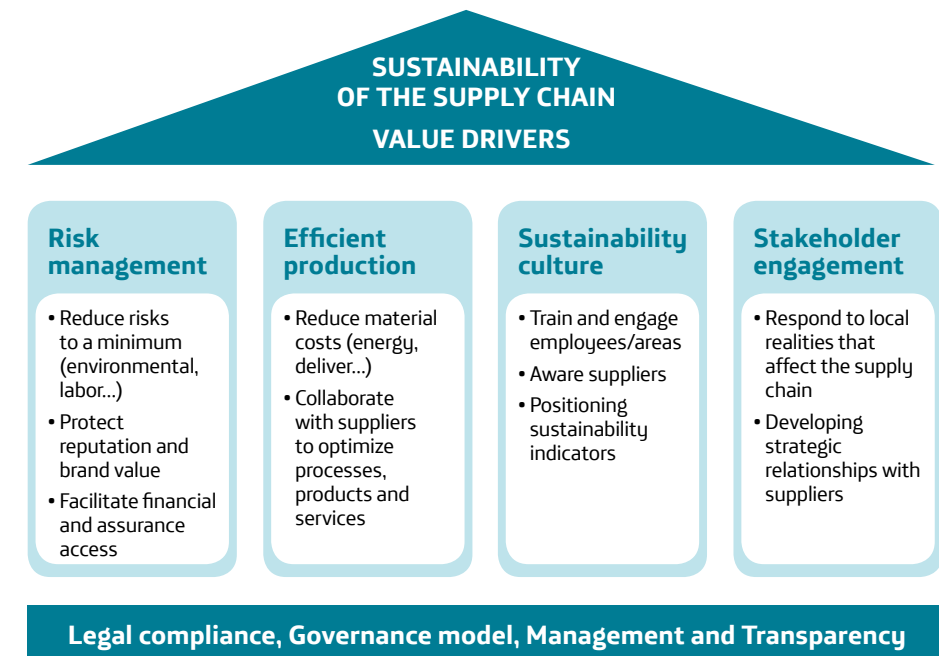 SUSTAINABILITY
OF THE SUPPLY CHAIN
VALUE DRIVERS
Risk
management
• Reduce risks
to a minimum
(environmental,
labor...)
• Protect
reputation and
brand value
• Facilitate financial
and assurance
access
Efficient
production
• Reduce material
costs (energy,
deliver...)
• Collaborate
with suppliers
to optimize
processes,
products and
services
Sustainability
culture
• Train and engage
employees/areas
• Aware suppliers
• Positioning
sustainability
indicators
Stakeholder
engagement
• Respond to local
realities that
affect the supply
chain
• Developing
strategic
relationships with
suppliers
Legal compliance, Governance model, Management and Transparency